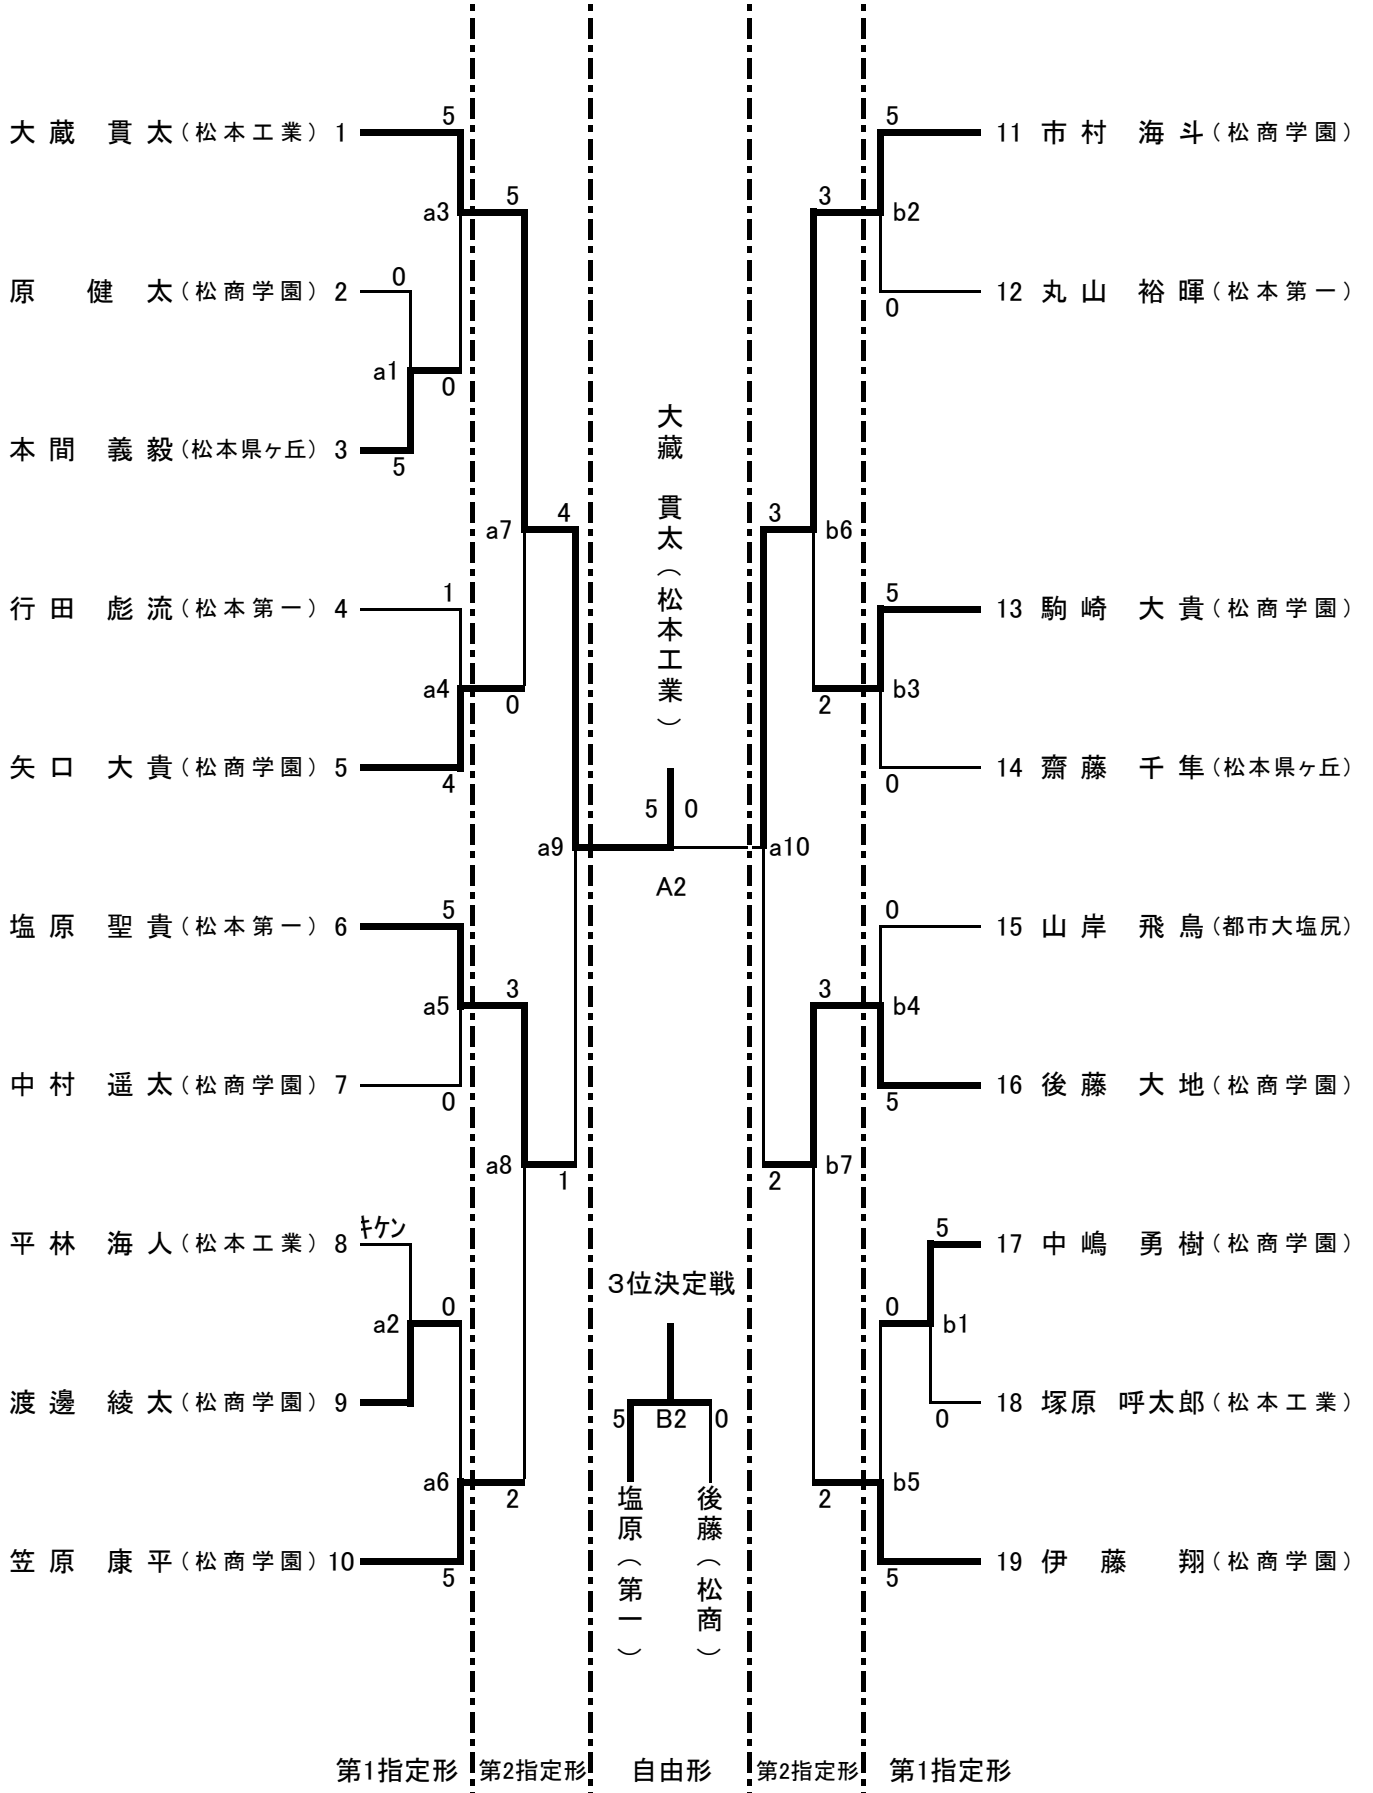 大蔵 貫太(松本工業) 1
原 健太(松商学園) 2
本間 義毅(松本県ヶ丘) 3
行田 彪流(松本第一) 4
矢口 大貴(松商学園) 5
塩原 聖貴(松本第一) 6
中村 遥太(松商学園) 7
平林 海人(松本工業) 8
渡邊 綾太(松商学園) 9
笠原 康平(松商学園) 10
5
a3
0
a1
0
5
1
a4
4
5
a5
0
キケン
a2
0
a6
5
5
a7
0
3
a8
2
4
a9
1
大藏 貫太(松本工業)
5 0
A2
3位決定戦
5 B2 0
塩原(第一)
後藤(松商)
3
a10
2
3
b6
2
3
b7
2
5
b2
0
5
b3
0
0
b4
5
5
0
b1
0
b5
5
11 市村 海斗(松商学園)
12 丸山 裕暉(松本第一)
13 駒崎 大貴(松商学園)
14 齋藤 千隼(松本県ヶ丘)
15 山岸 飛鳥(都市大塩尻)
16 後藤 大地(松商学園)
17 中嶋 勇樹(松商学園)
18 塚原 呼太郎(松本工業)
19 伊藤 翔(松商学園)
第1指定形 第2指定形 自由形 第2指定形 第1指定形